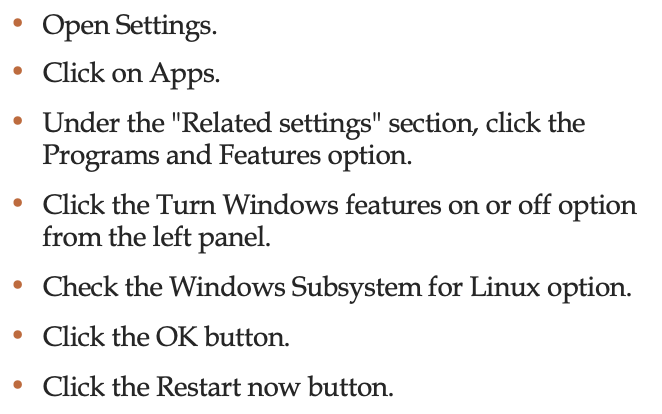 • Open Settings.
• Click on Apps.
• Under the "Related settings" section, click the
Programs and Features option.
• Click the Turn Windows features on or off option
from the left panel.
• Check the Windows Subsystem for Linux option.
• Click the OK button.
• Click the Restart now button.